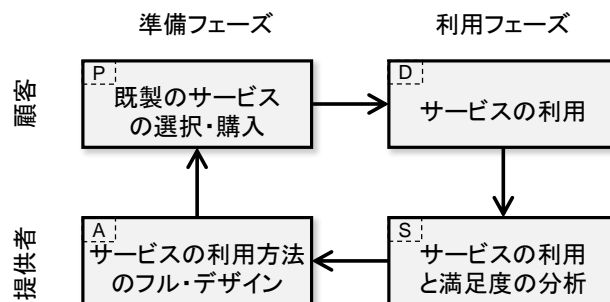 準備フェーズ
利用フェーズ
顧客
P
既製のサービス
の選択・購入
D
サービスの利用
提供者
A
サービスの利用方法
のフル・デザイン
S
サービスの利用
と満足度の分析